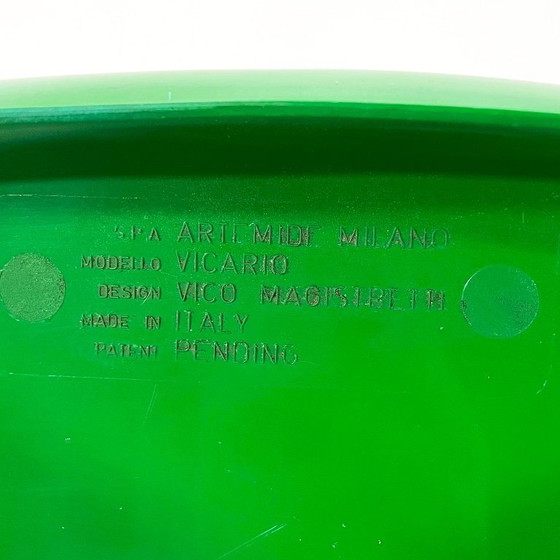 S.P.A ARTEMIDE MILANO
MODELLO VICARIO
DESIGN VICO MAGISTRETTI
MADE IN ITALY
PATENT PENDING